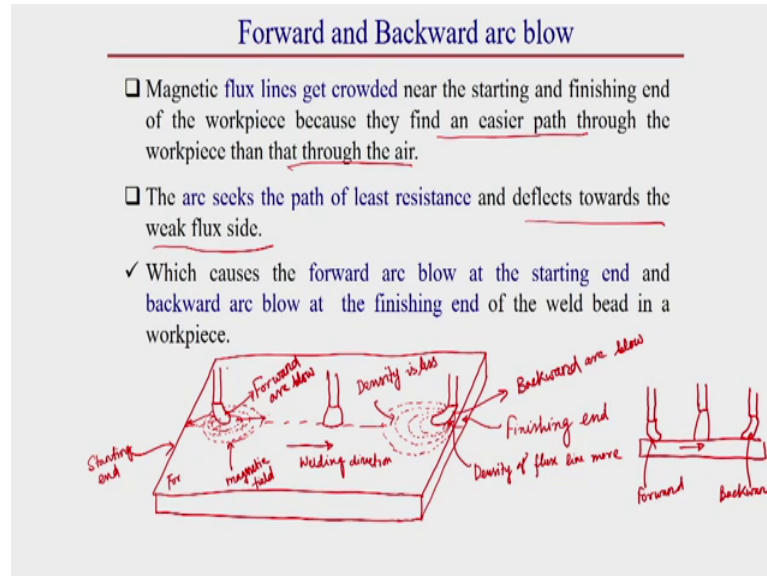 Forward and Backward arc blow
❑ Magnetic flux lines get crowded near the starting and finishing end
of the workpiece because they find an easier path through the
workpiece than that through the air.
❑ The arc seeks the path of least resistance and deflects towards the
weak flux side.
✓ Which causes the forward arc blow at the starting end and
backward arc blow at the finishing end of the weld bead in a
workpiece.
Forward
arc blow
Density is less
Backward arc blow
Finishing end
Starting
end
For
magnetic
field
Welding direction
Density of flux line more
Forward
Backwar